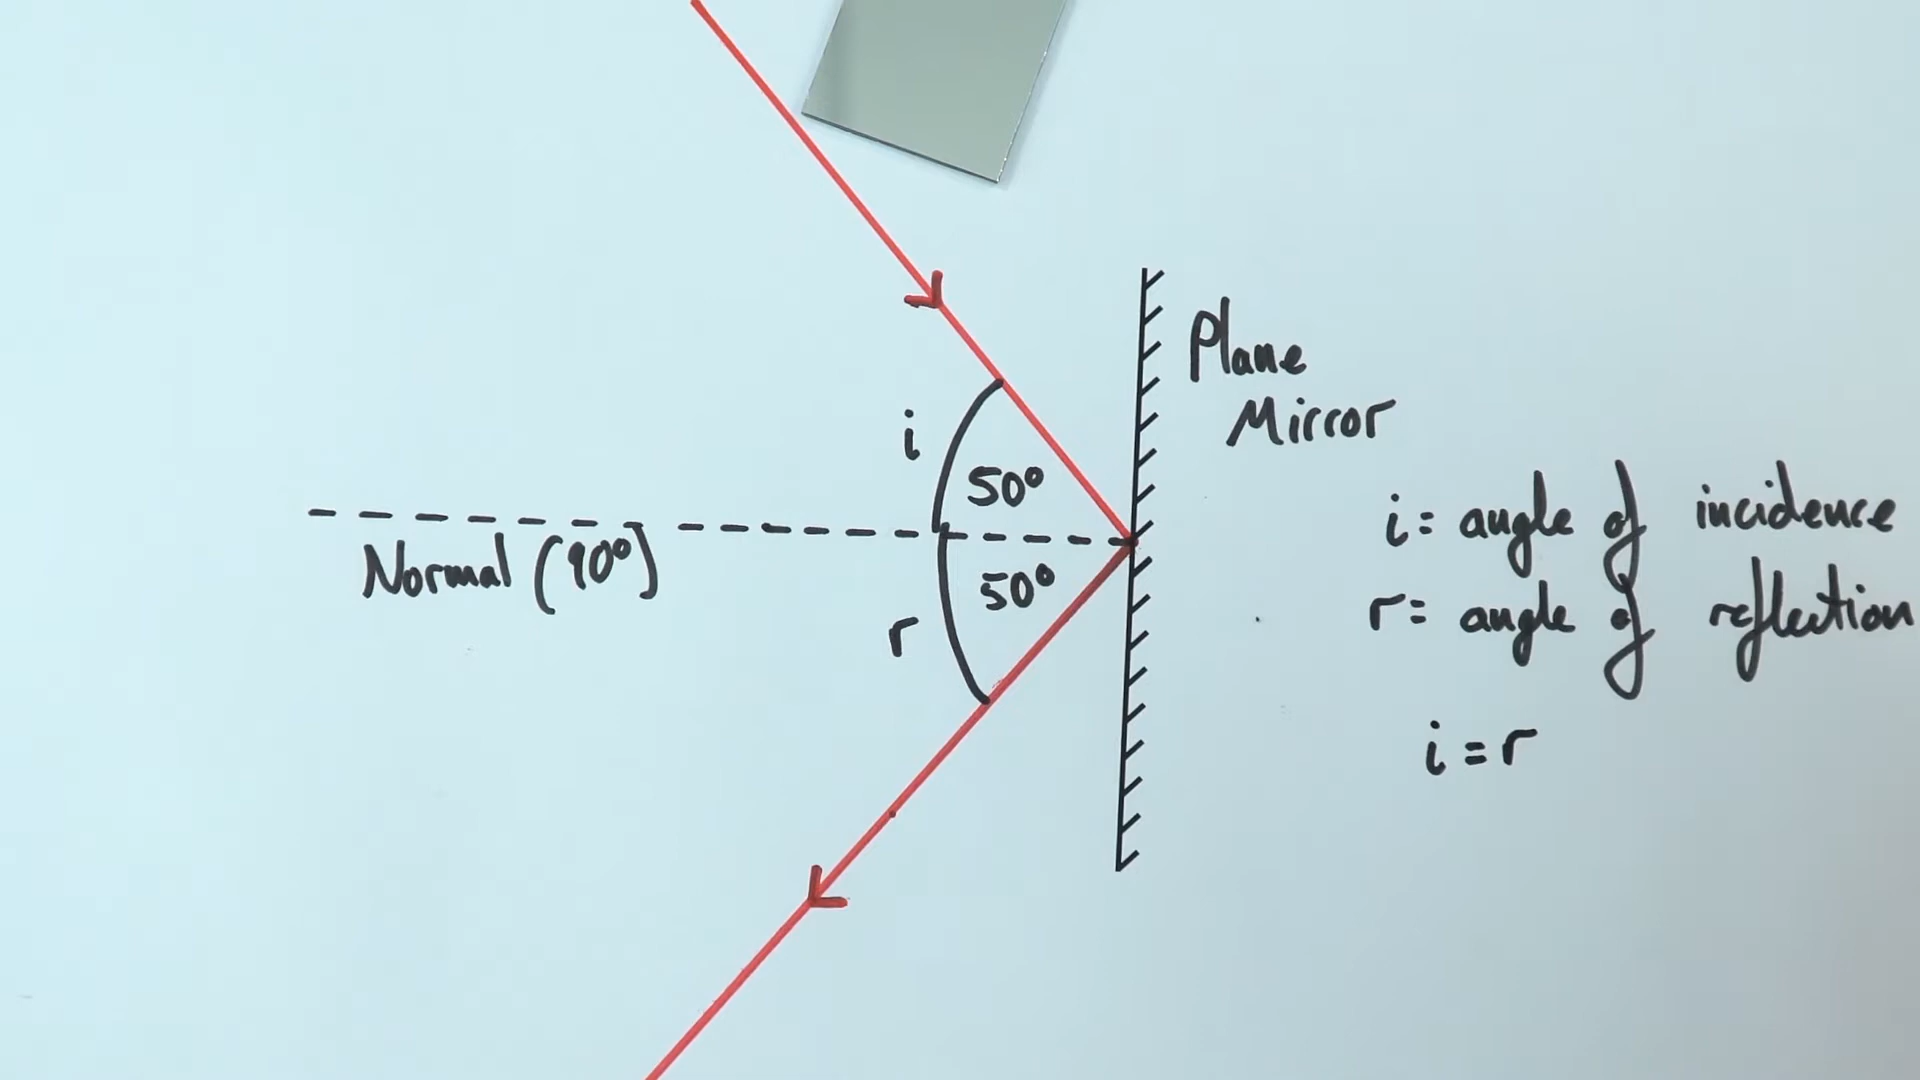 Plane
Mirror
i
50°
i = angle of incidence
Normal (90°)
50°
r
r = angle of reflection
i = r